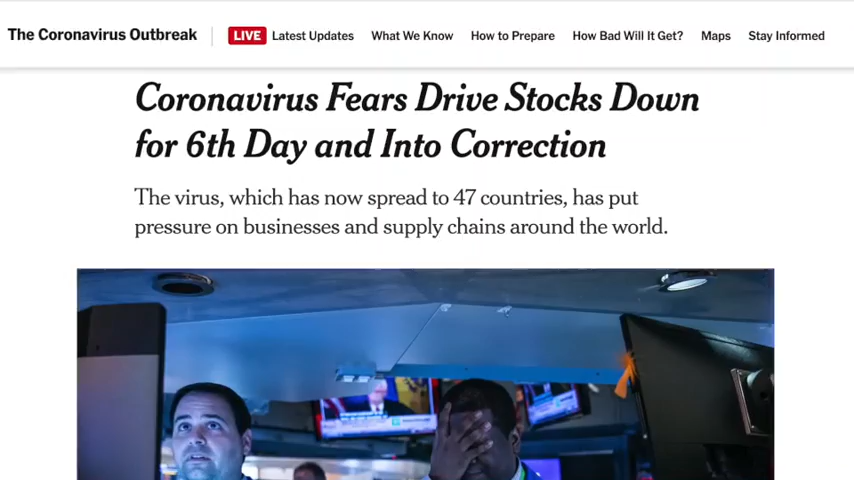 The Coronavirus Outbreak
LIVE Latest Updates What We Know How to Prepare How Bad Will It Get? Maps Stay Informed
Coronavirus Fears Drive Stocks Down
for 6th Day and Into Correction
The virus, which has now spread to 47 countries, has put
pressure on businesses and supply chains around the world.